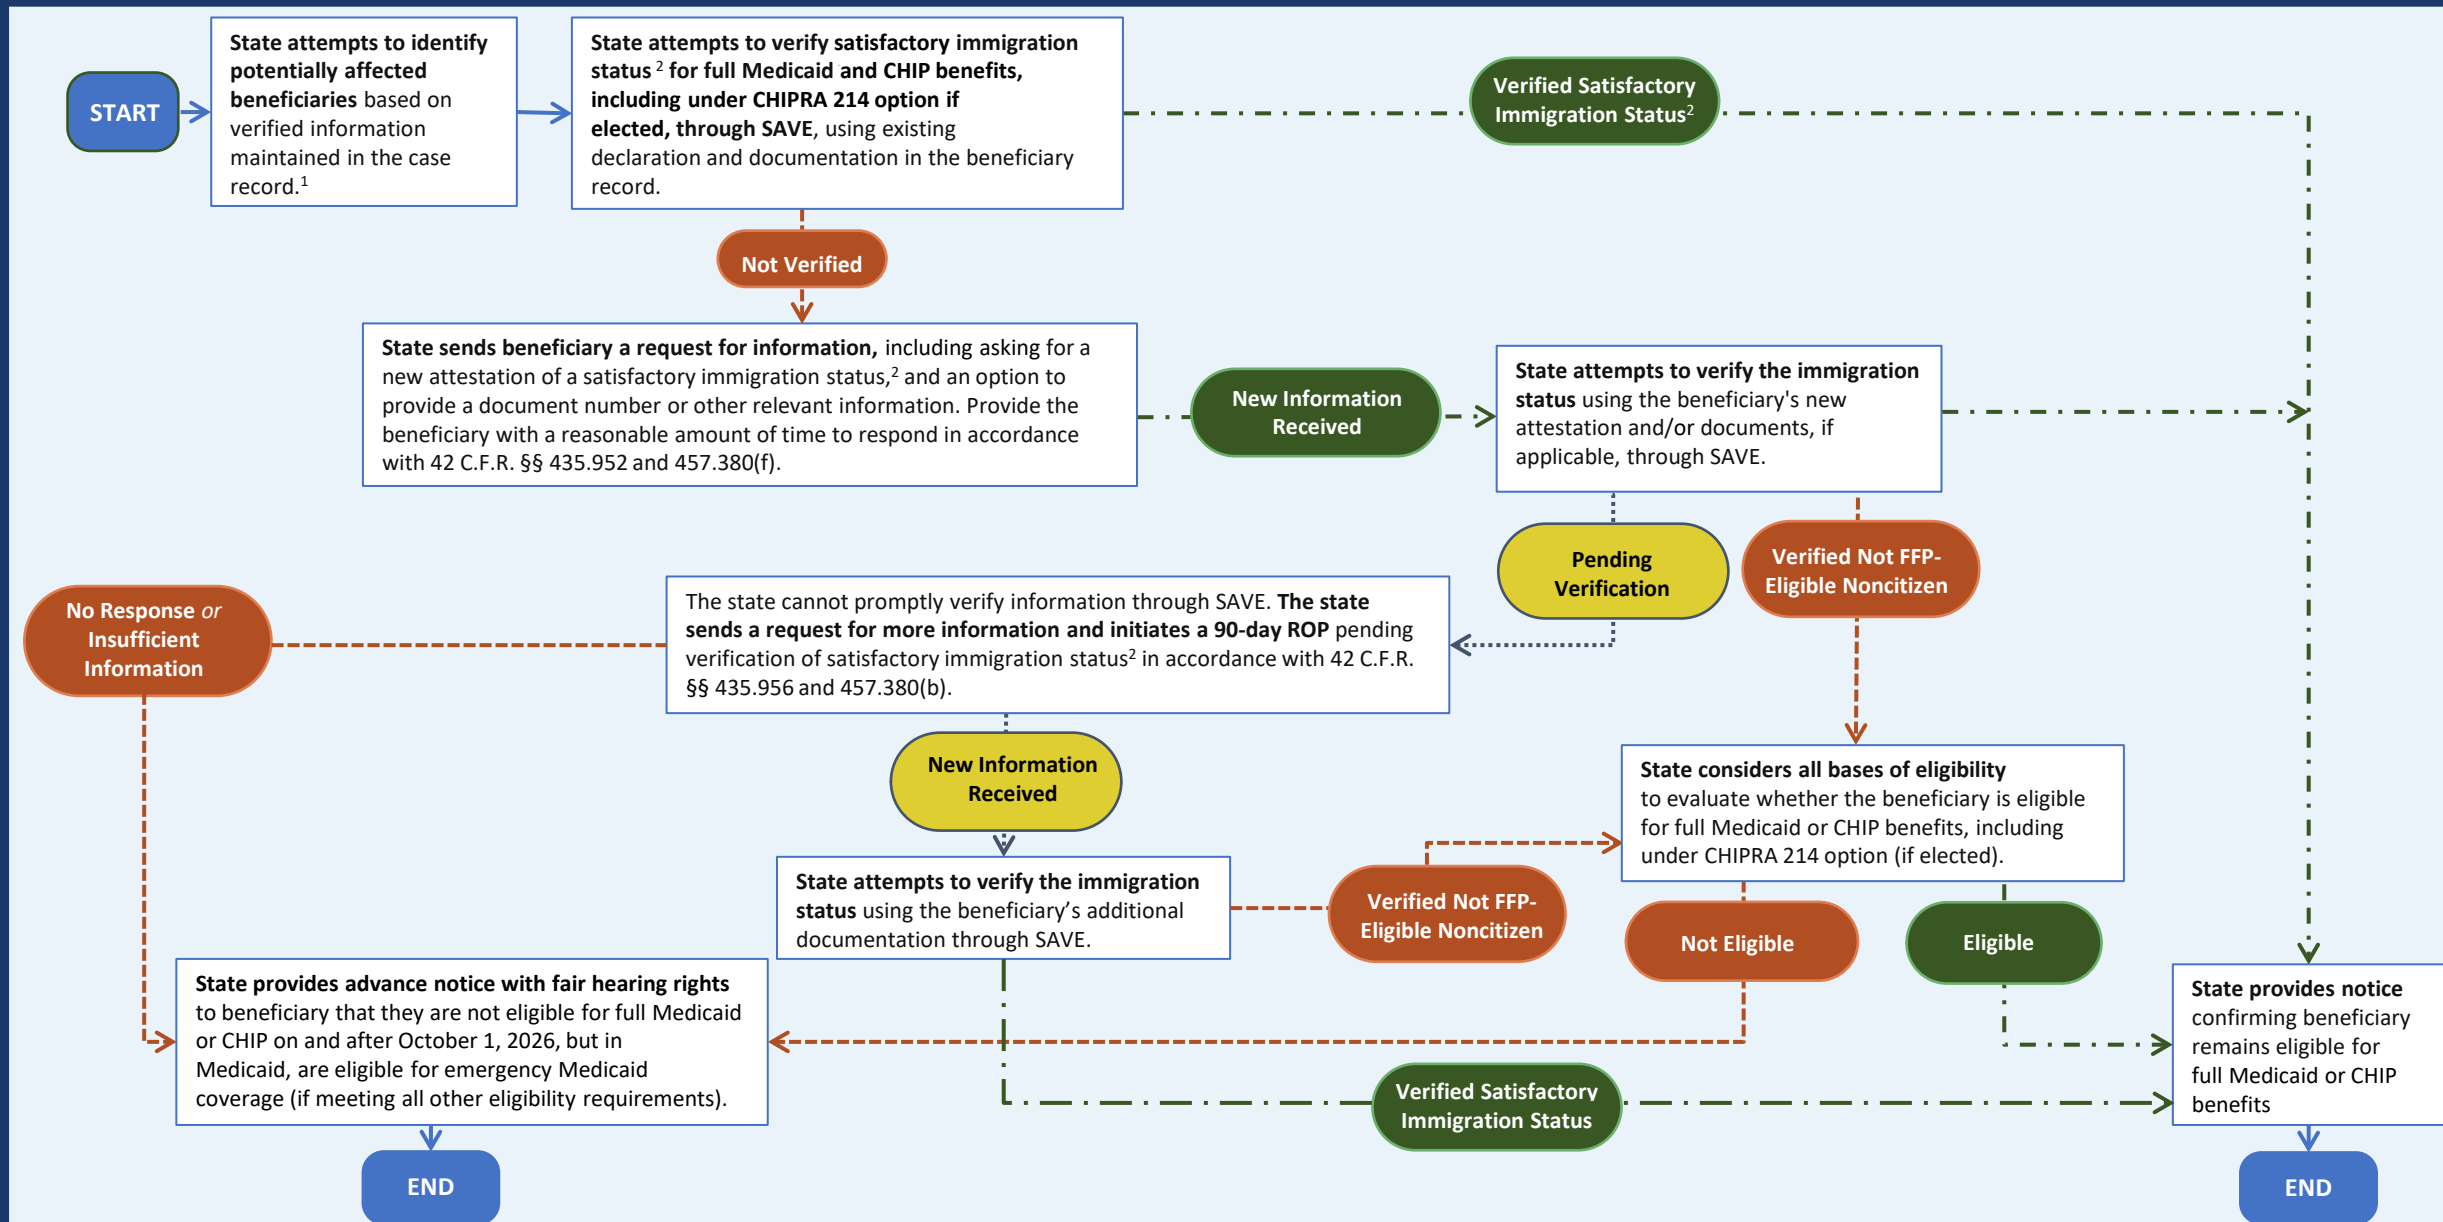 START
State attempts to identify
potentially affected
beneficiaries based on
verified information
maintained in the case
record.1
State attempts to verify satisfactory immigration
status 2 for full Medicaid and CHIP benefits,
including under CHIPRA 214 option if
elected, through SAVE, using existing
declaration and documentation in the beneficiary
record.
Verified Satisfactory
Immigration Status2
Not Verified
State sends beneficiary a request for information, including asking for a
new attestation of a satisfactory immigration status,2 and an option to
provide a document number or other relevant information. Provide the
beneficiary with a reasonable amount of time to respond in accordance
with 42 C.F.R. §§ 435.952 and 457.380(f).
New Information
Received
State attempts to verify the immigration
status using the beneficiary's new
attestation and/or documents, if
applicable, through SAVE.
Pending
Verification
Verified Not FFP-
Eligible Noncitizen
No Response or
Insufficient
Information
The state cannot promptly verify information through SAVE. The state
sends a request for more information and initiates a 90-day ROP pending
verification of satisfactory immigration status2 in accordance with 42 C.F.R.
§§ 435.956 and 457.380(b).
New Information
Received
State considers all bases of eligibility
to evaluate whether the beneficiary is eligible
for full Medicaid or CHIP benefits, including
under CHIPRA 214 option (if elected).
State attempts to verify the immigration
status using the beneficiary’s additional
documentation through SAVE.
Verified Not FFP-
Eligible Noncitizen
Not Eligible
Eligible
State provides advance notice with fair hearing rights
to beneficiary that they are not eligible for full Medicaid
or CHIP on and after October 1, 2026, but in
Medicaid, are eligible for emergency Medicaid
coverage (if meeting all other eligibility requirements).
State provides notice
confirming beneficiary
remains eligible for
full Medicaid or CHIP
benefits
Verified Satisfactory
Immigration Status
END
END